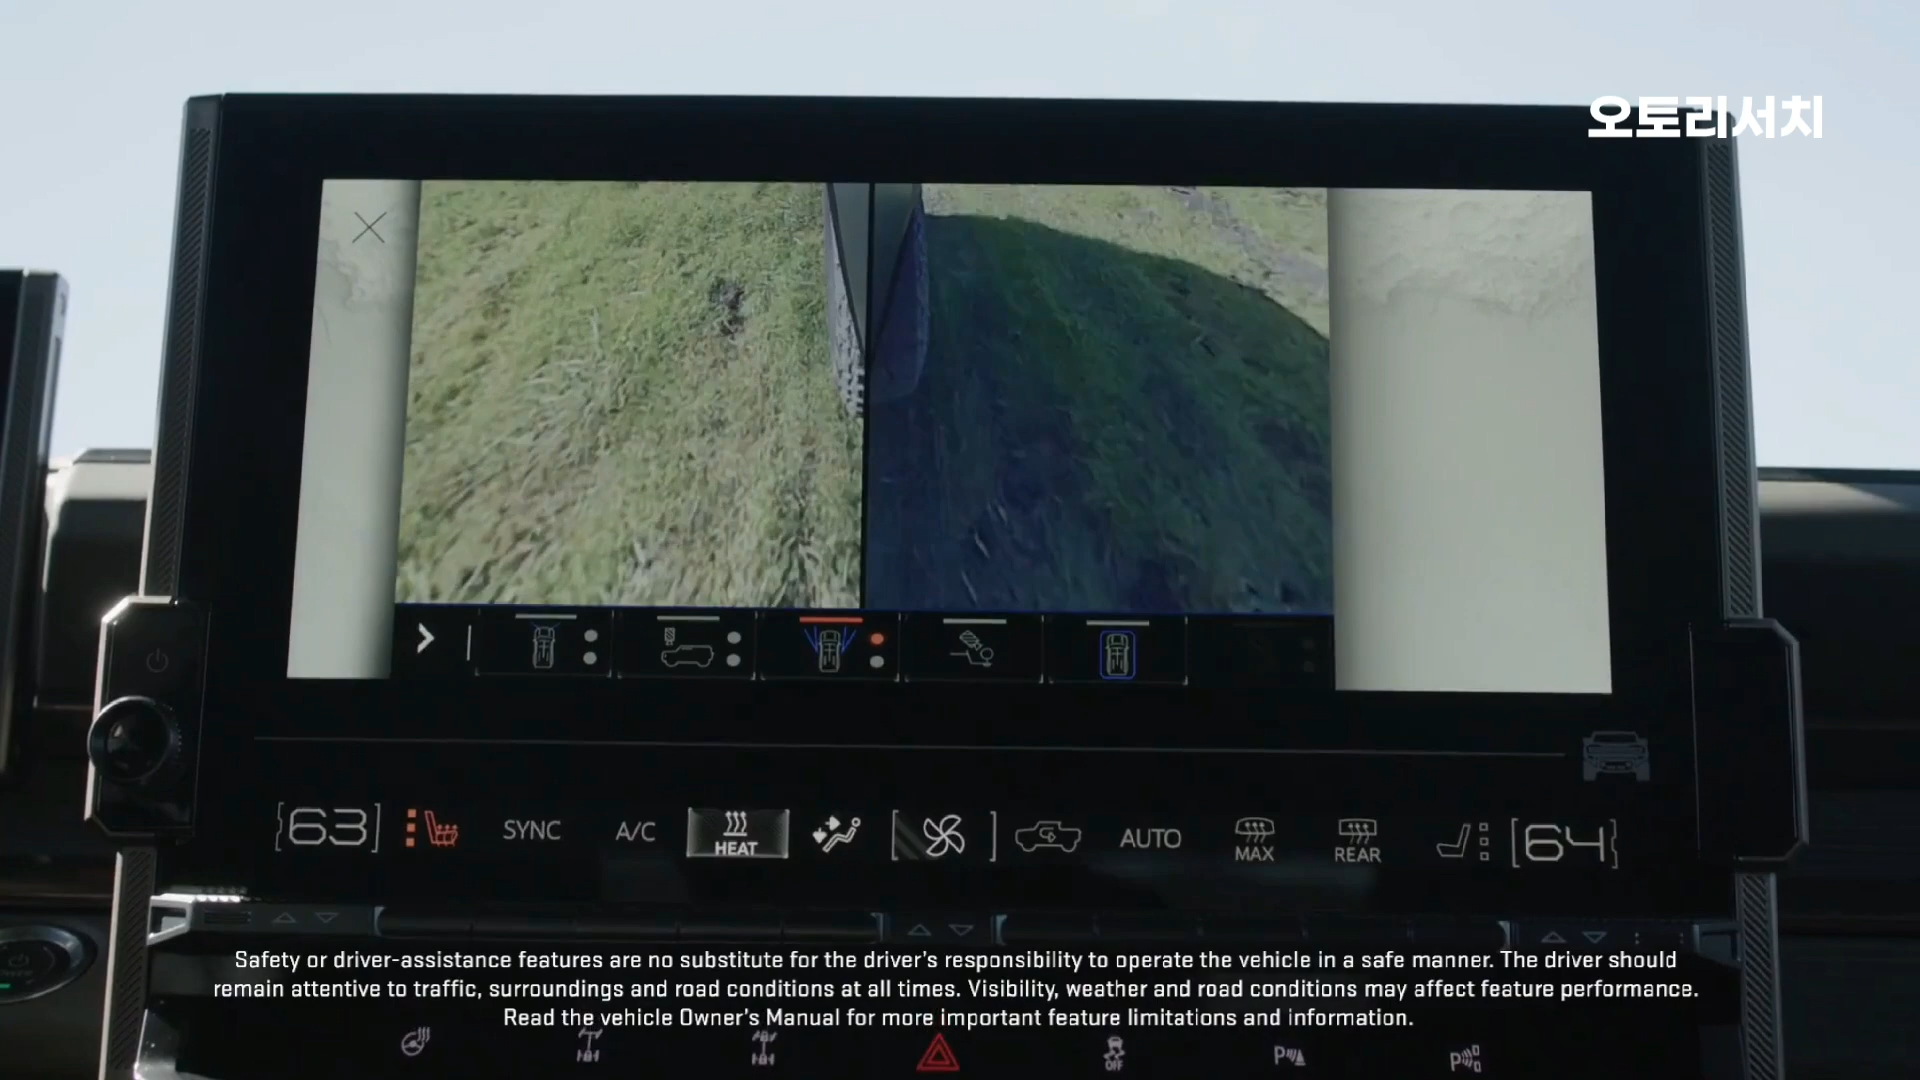 오토리서치
63
SYNC
A/C
HEAT
AUTO
MAX
REAR
64
Safety or driver-assistance features are no substitute for the driver's responsibility to operate the vehicle in a safe manner. The driver should
remain attentive to traffic, surroundings and road conditions at all times. Visibility, weather and road conditions may affect feature performance.
Read the vehicle Owner's Manual for more important feature limitations and information.
OFF
P
P